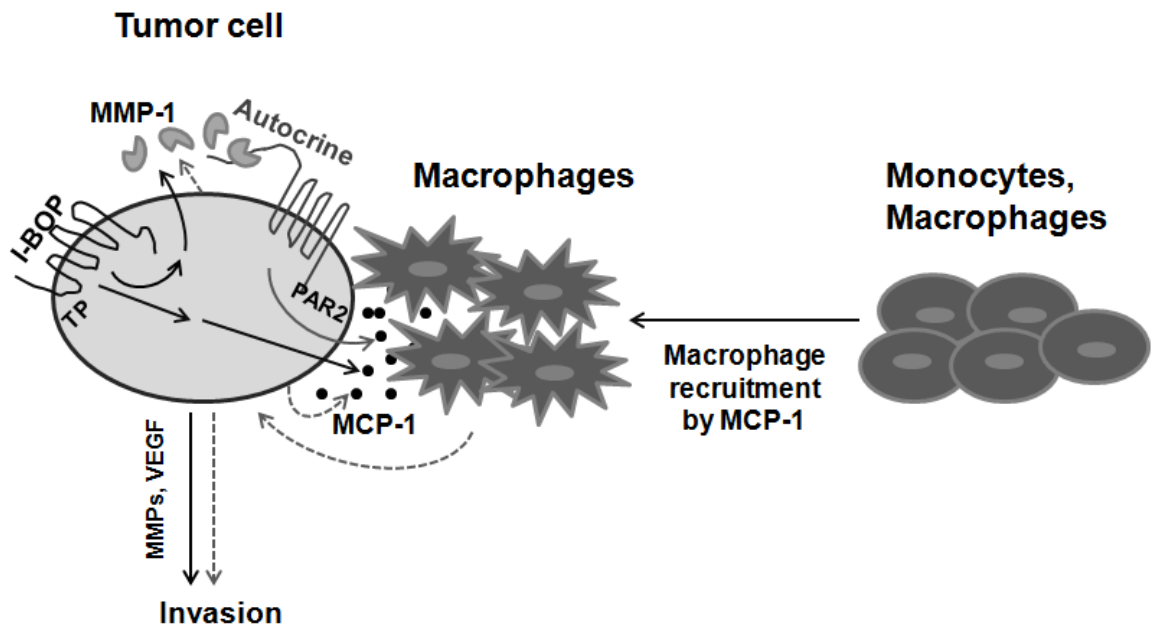 Tumor cell
MMP-1
Autocrine
Macrophages
Monocytes,
Macrophages
I-BOP
TP
PAR2
Macrophage
recruitment
by MCP-1
MCP-1
MMPs, VEGF
Invasion